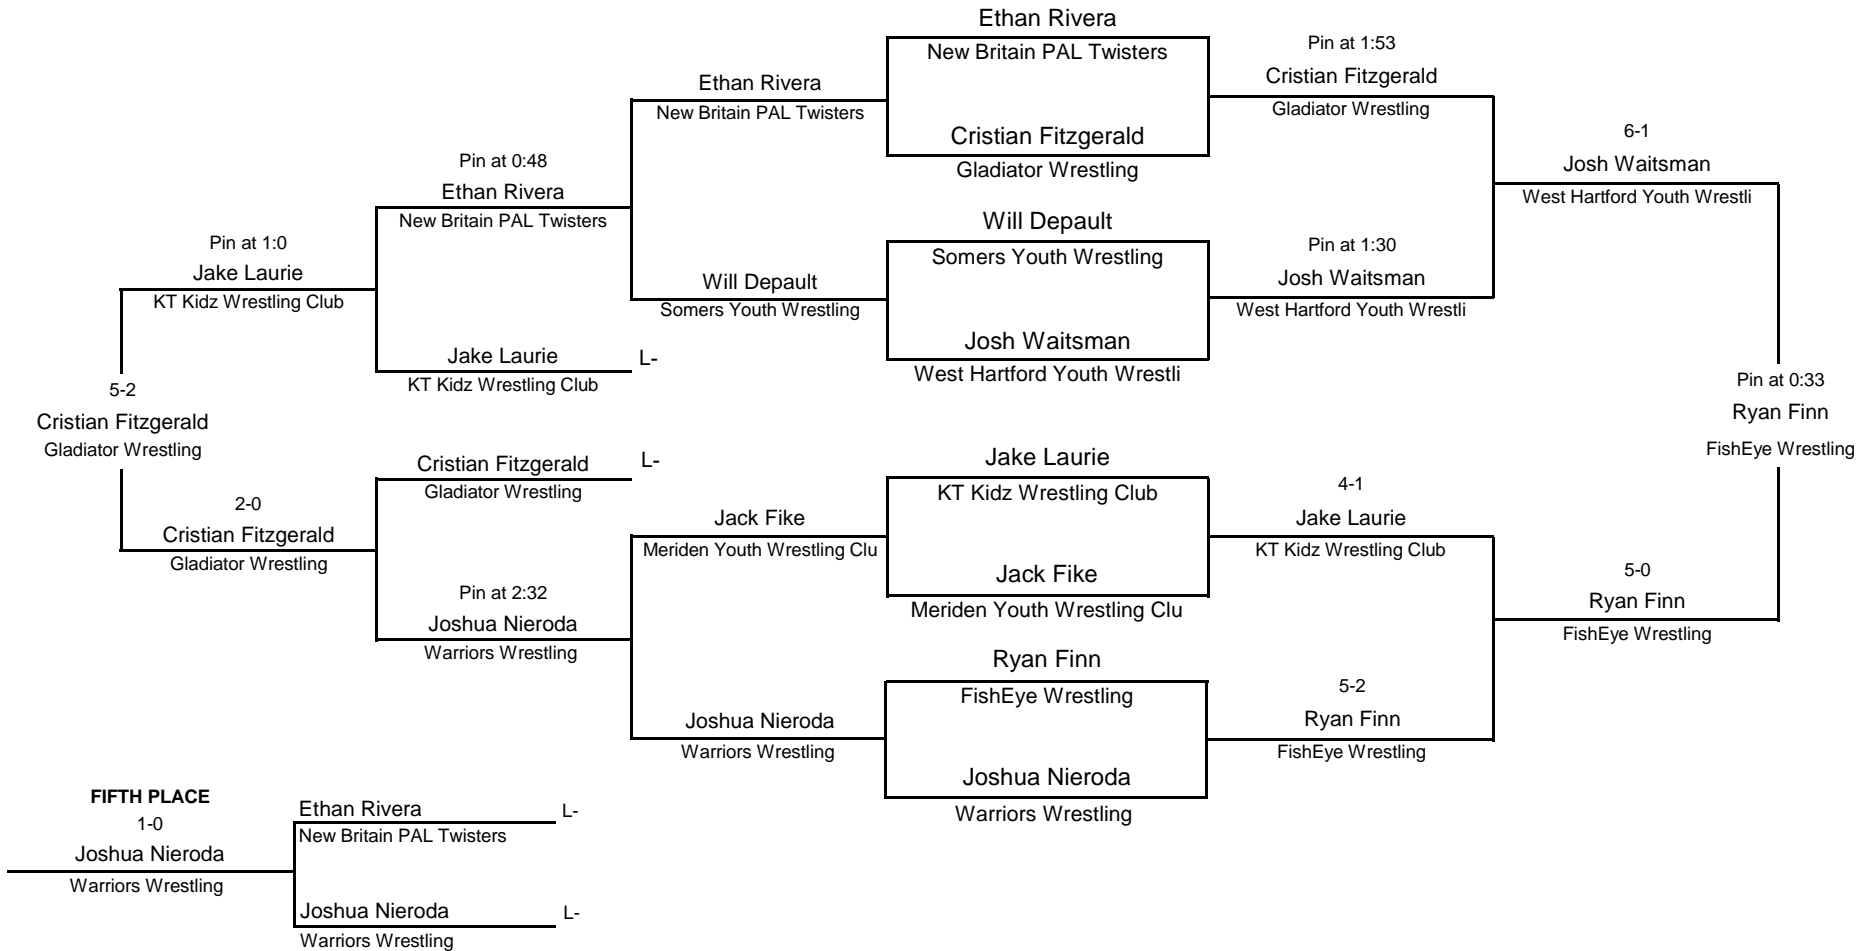 Ethan Rivera
New Britain PAL Twisters
Pin at 1:53
Cristian Fitzgerald
Gladiator Wrestling
Ethan Rivera
New Britain PAL Twisters
Cristian Fitzgerald
Gladiator Wrestling
6-1
Josh Waitsman
West Hartford Youth Wrestli
Pin at 0:48
Ethan Rivera
New Britain PAL Twisters
Will Depault
Somers Youth Wrestling
Pin at 1:30
Josh Waitsman
West Hartford Youth Wrestli
Pin at 1:0
Jake Laurie
KT Kidz Wrestling Club
Will Depault
Somers Youth Wrestling
Josh Waitsman
West Hartford Youth Wrestli
Jake Laurie
L-
KT Kidz Wrestling Club
5-2
Cristian Fitzgerald
Gladiator Wrestling
Pin at 0:33
Ryan Finn
FishEye Wrestling
Cristian Fitzgerald
L-
Gladiator Wrestling
Jake Laurie
KT Kidz Wrestling Club
4-1
Jake Laurie
KT Kidz Wrestling Club
2-0
Cristian Fitzgerald
Gladiator Wrestling
Jack Fike
Meriden Youth Wrestling Clu
Jack Fike
Meriden Youth Wrestling Clu
5-0
Ryan Finn
FishEye Wrestling
Pin at 2:32
Joshua Nieroda
Warriors Wrestling
Ryan Finn
FishEye Wrestling
5-2
Ryan Finn
FishEye Wrestling
Joshua Nieroda
Warriors Wrestling
Joshua Nieroda
Warriors Wrestling
FIFTH PLACE
1-0
Joshua Nieroda
Warriors Wrestling
Ethan Rivera
L-
New Britain PAL Twisters
Joshua Nieroda
L-
Warriors Wrestling